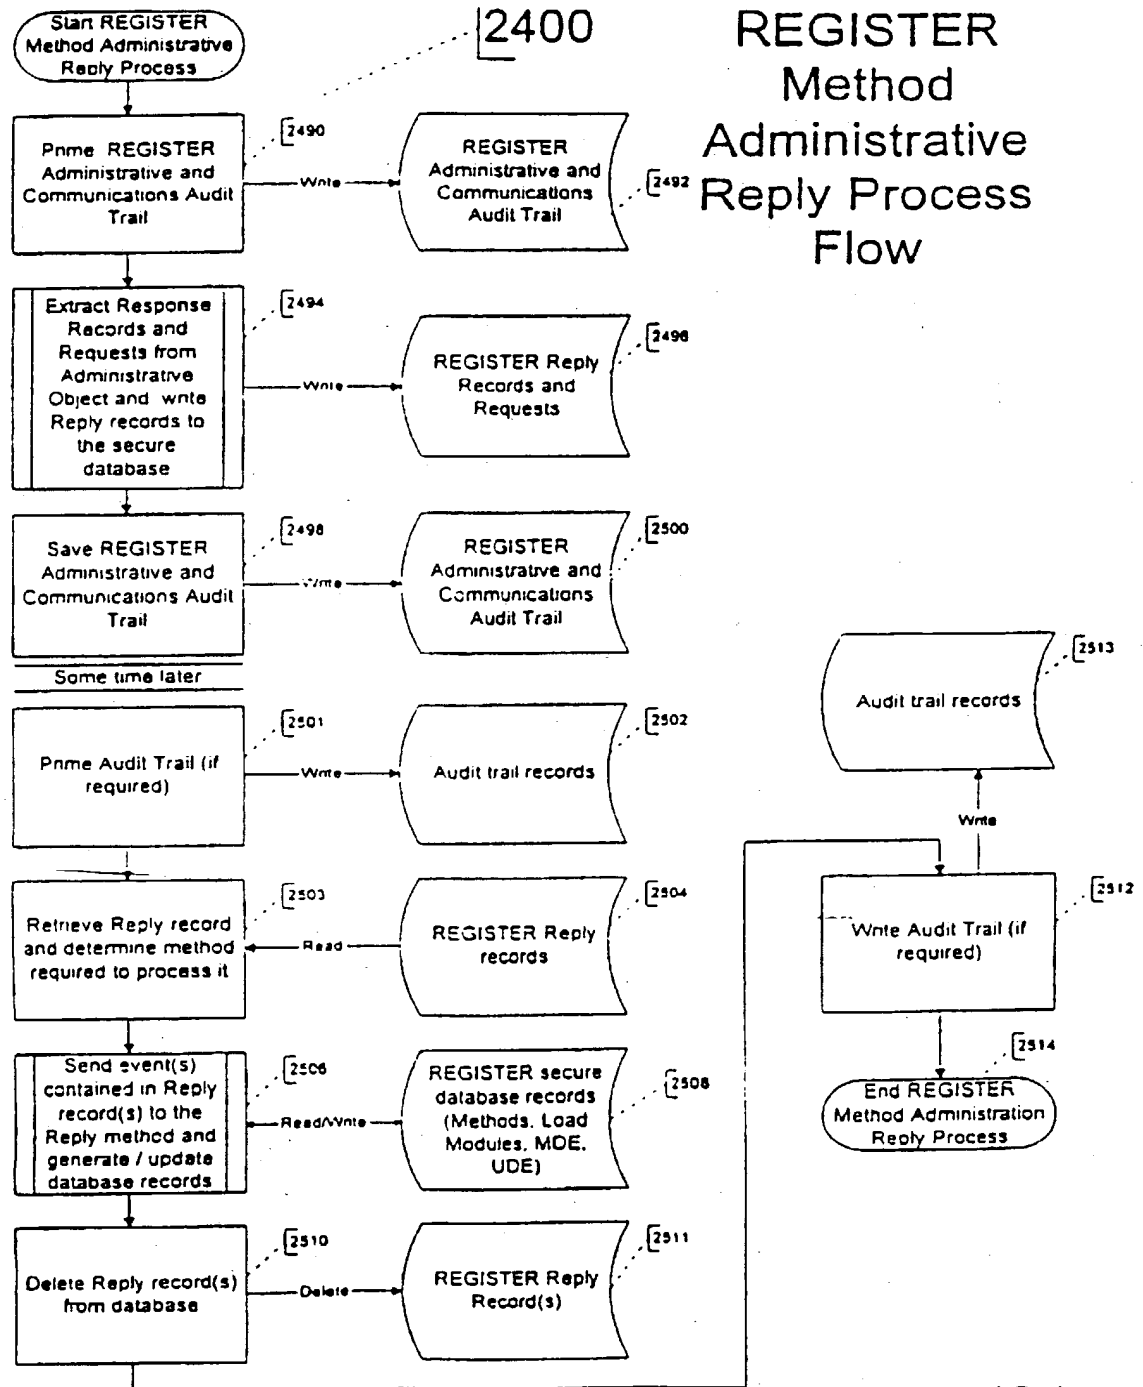 Start REGISTER
Method Administrative
Reply Process
2400
REGISTER
Method
Administrative
Reply Process
Flow
Prime REGISTER
Administrative and
Communications Audit
Trail
2490
Write
REGISTER
Administrative and
Communications
Audit Trail
2492
Extract Response
Records and
Requests from
Administrative
Object and write
Reply records to
the secure
database
2494
Write
REGISTER Reply
Records and
Requests
2496
Save REGISTER
Administrative and
Communications Audit
Trail
2498
Write
REGISTER
Administrative and
Communications
Audit Trail
2500
Some time later
Prime Audit Trail (if
required)
2501
Write
Audit trail records
2502
Retrieve Reply record
and determine method
required to process it
2503
Read
REGISTER Reply
records
2504
Send event(s)
contained in Reply
record(s) to the
Reply method and
generate / update
database records
2506
Read/Write
REGISTER secure
database records
(Methods, Load
Modules, MDE,
UDE)
2508
Delete Reply record(s)
from database
2510
Delete
REGISTER Reply
Record(s)
2511
Audit trail records
2513
Write
Write Audit Trail (if
required)
2512
2514
End REGISTER
Method Administration
Reply Process